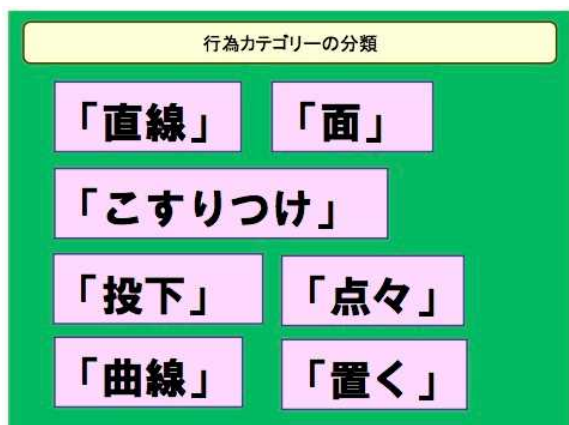 行為カテゴリーの分類
「直線」 「面」
「こすりつけ」
「投下」 「点々」
「曲線」 「置く」